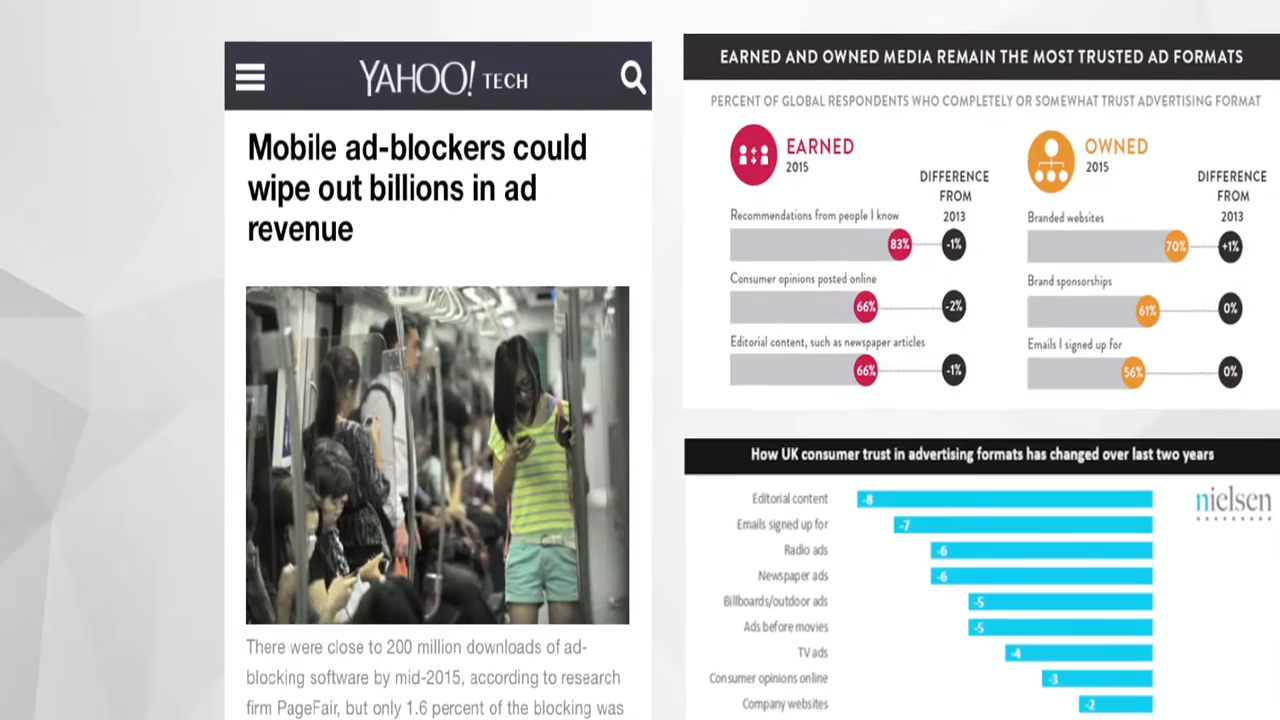 YAHOO! TECH
Mobile ad-blockers could
wipe out billions in ad
revenue
There were close to 200 million downloads of ad-
blocking software by mid-2015, according to research
firm PageFair, but only 1.6 percent of the blocking was
EARNED AND OWNED MEDIA REMAIN THE MOST TRUSTED AD FORMATS
PERCENT OF GLOBAL RESPONDENTS WHO COMPLETELY OR SOMEWHAT TRUST ADVERTISING FORMAT
EARNED
2015
DIFFERENCE
FROM
2013
Recommendations from people I know
83% -1%
Consumer opinions posted online
66% -2%
Editorial content, such as newspaper articles
66% -1%
OWNED
2015
DIFFERENCE
FROM
2013
Branded websites
70% +1%
Brand sponsorships
61% 0%
Emails I signed up for
56% 0%
How UK consumer trust in advertising formats has changed over last two years
nielsen
Editorial content -8
Emails signed up for -7
Radio ads -6
Newspaper ads -6
Billboards/outdoor ads -5
Ads before movies -5
TV ads -4
Consumer opinions online -3
Company websites -2